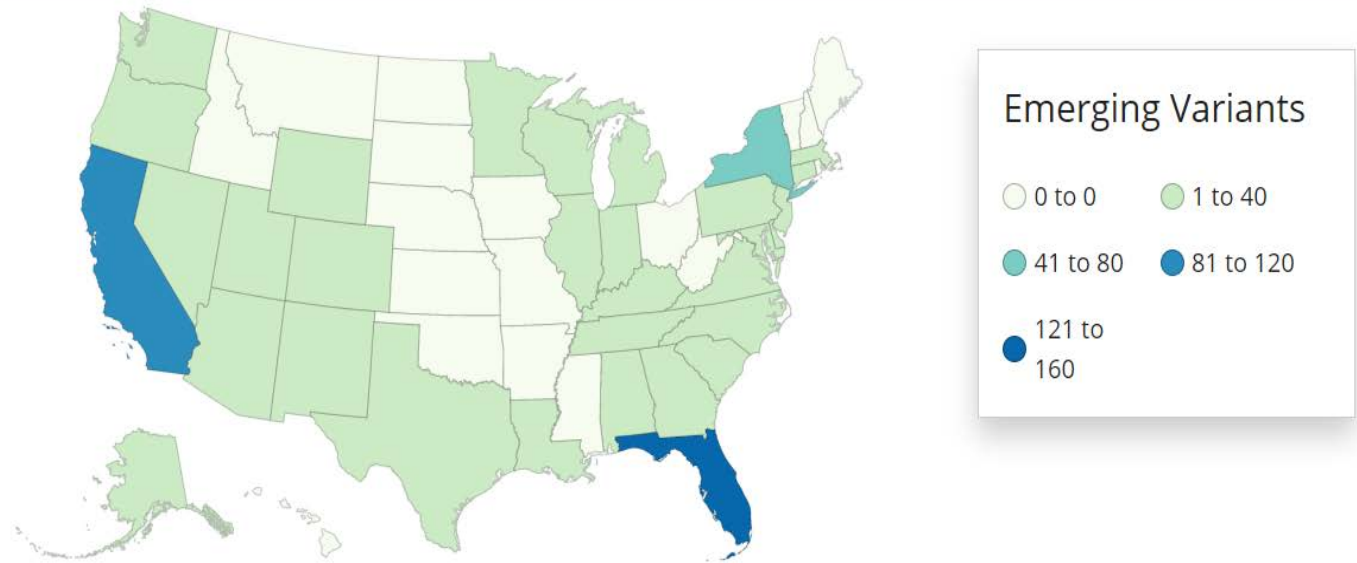 Emerging Variants
0 to 0
1 to 40
41 to 80
81 to 120
121 to
160